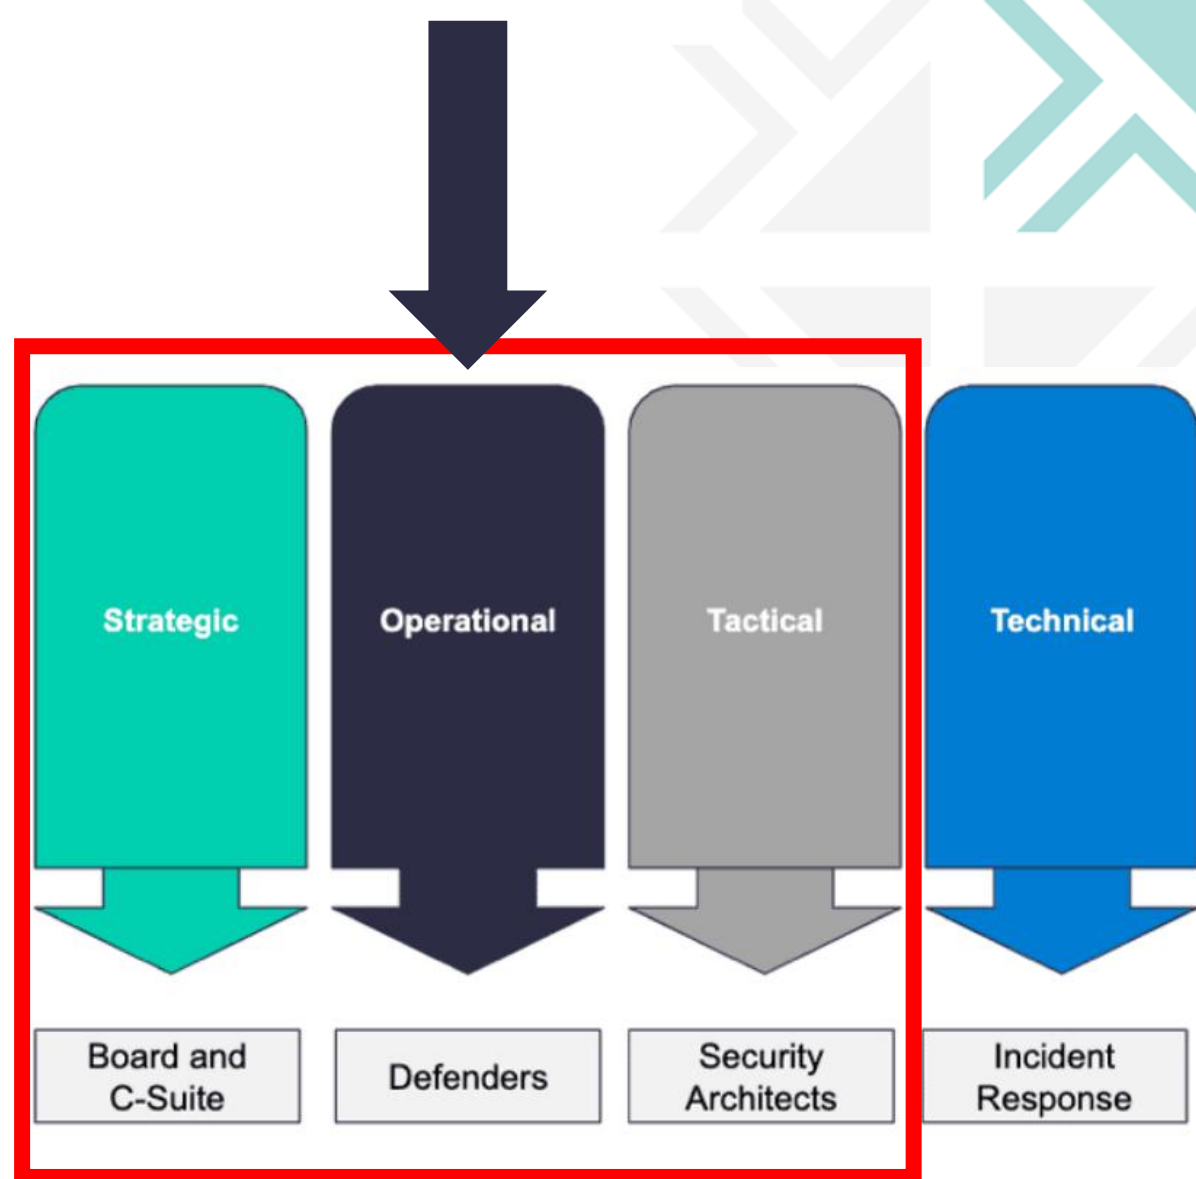 Strategic
Operational
Tactical
Technical
Board and
C-Suite
Defenders
Security
Architects
Incident
Response